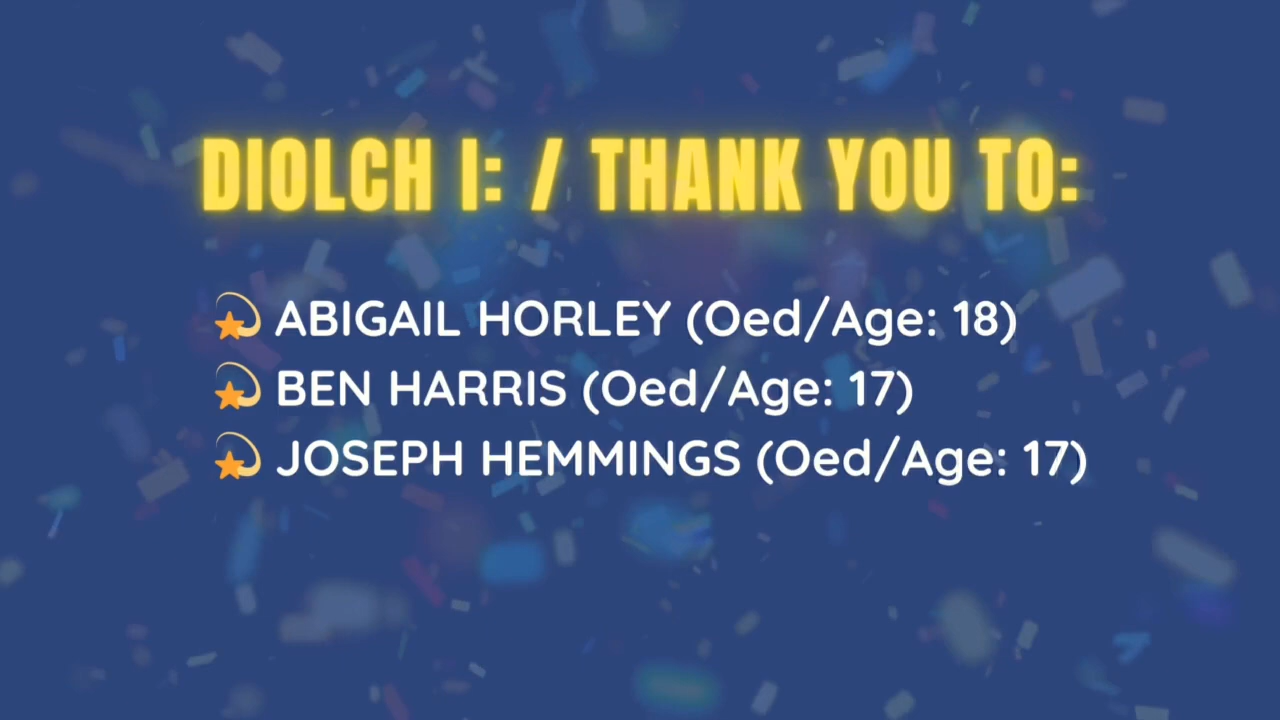 DIOLCH I: / THANK YOU TO:
ABIGAIL HORLEY (Oed/Age: 18)
BEN HARRIS (Oed/Age: 17)
JOSEPH HEMMINGS (Oed/Age: 17)